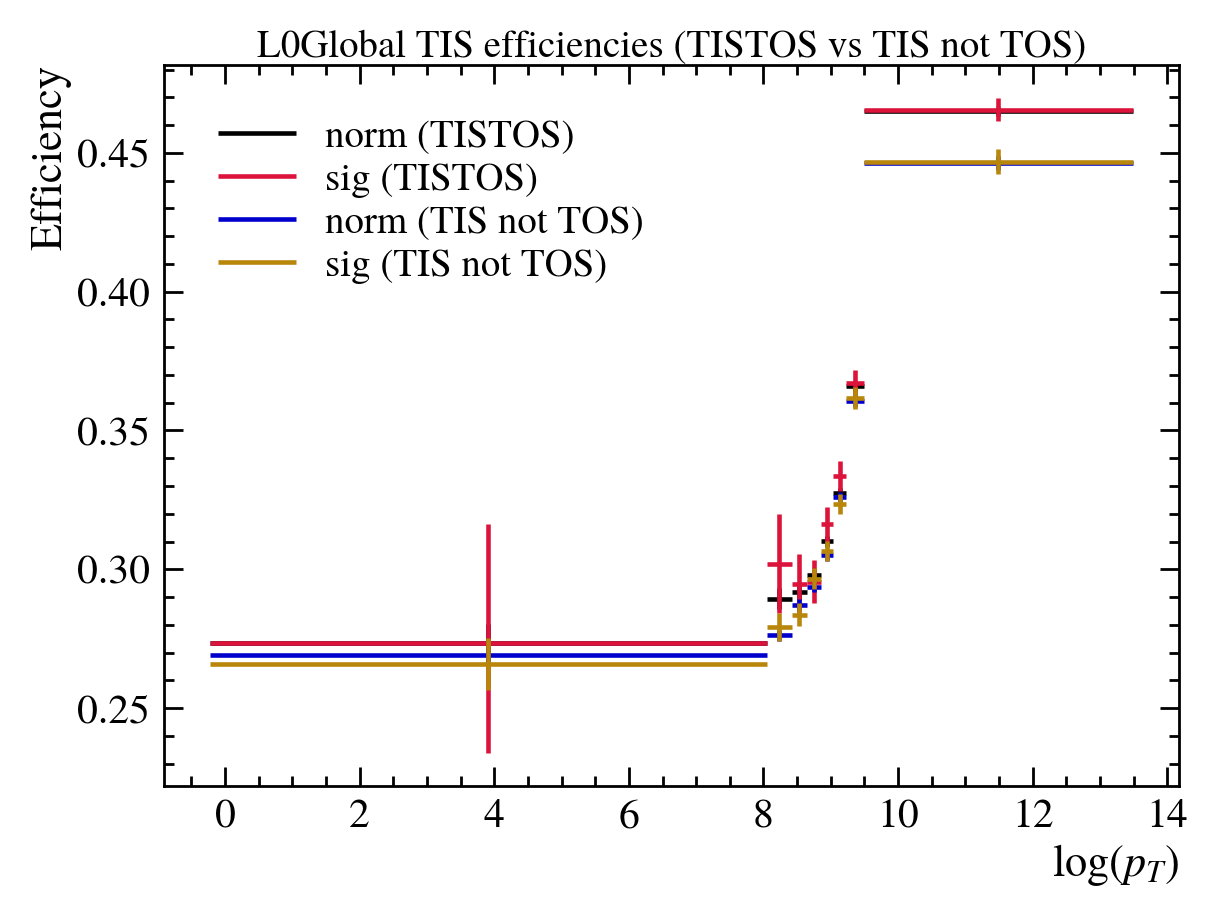 L0Global TIS efficiencies (TISTOS vs TIS not TOS)
Efficiency
norm (TISTOS)
sig (TISTOS)
norm (TIS not TOS)
sig (TIS not TOS)
0.45
0.40
0.35
0.30
0.25
0 2 4 6 8 10 12 14
log(p_T)